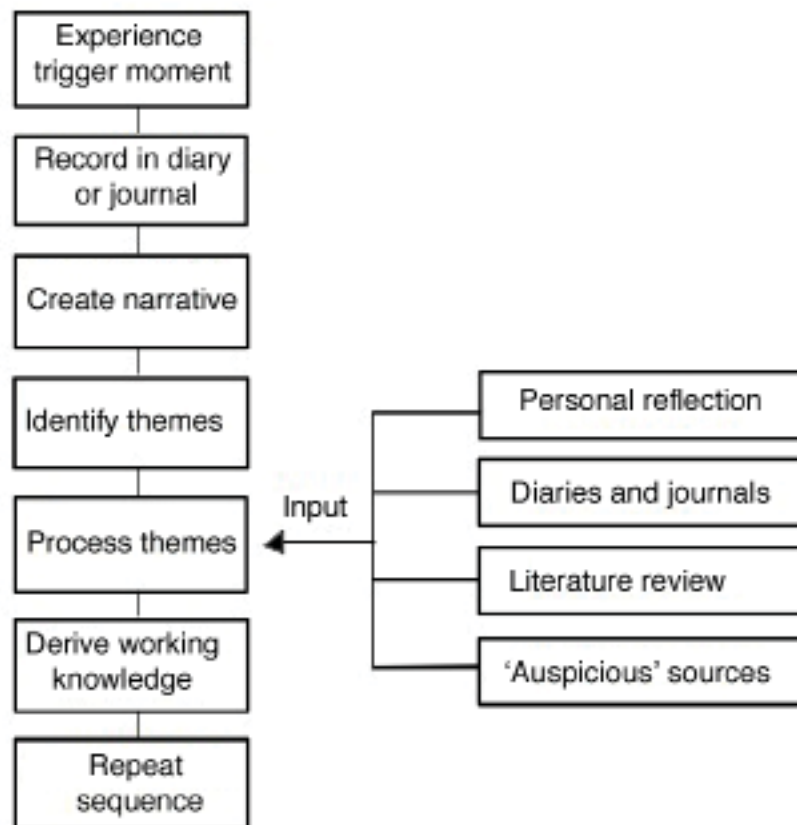 Experience
trigger moment
Record in diary
or journal
Create narrative
Identify themes
Process themes
Derive working
knowledge
Repeat
sequence
Input
Personal reflection
Diaries and journals
Literature review
‘Auspicious’ sources